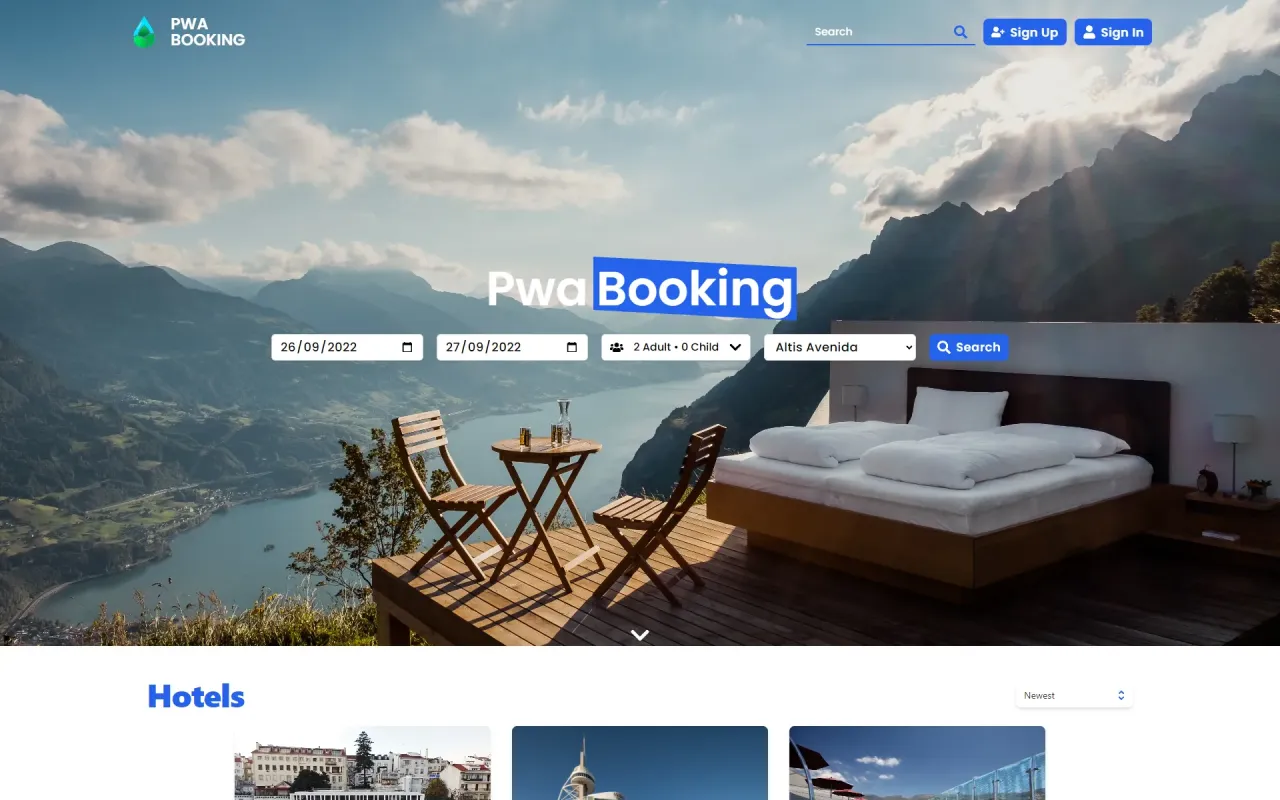 PWA
BOOKING
Search
Sign Up
Sign In
Pwa Booking
26/09/2022
27/09/2022
2 Adult • 0 Child
Altis Avenida
Search
Hotels
Newest